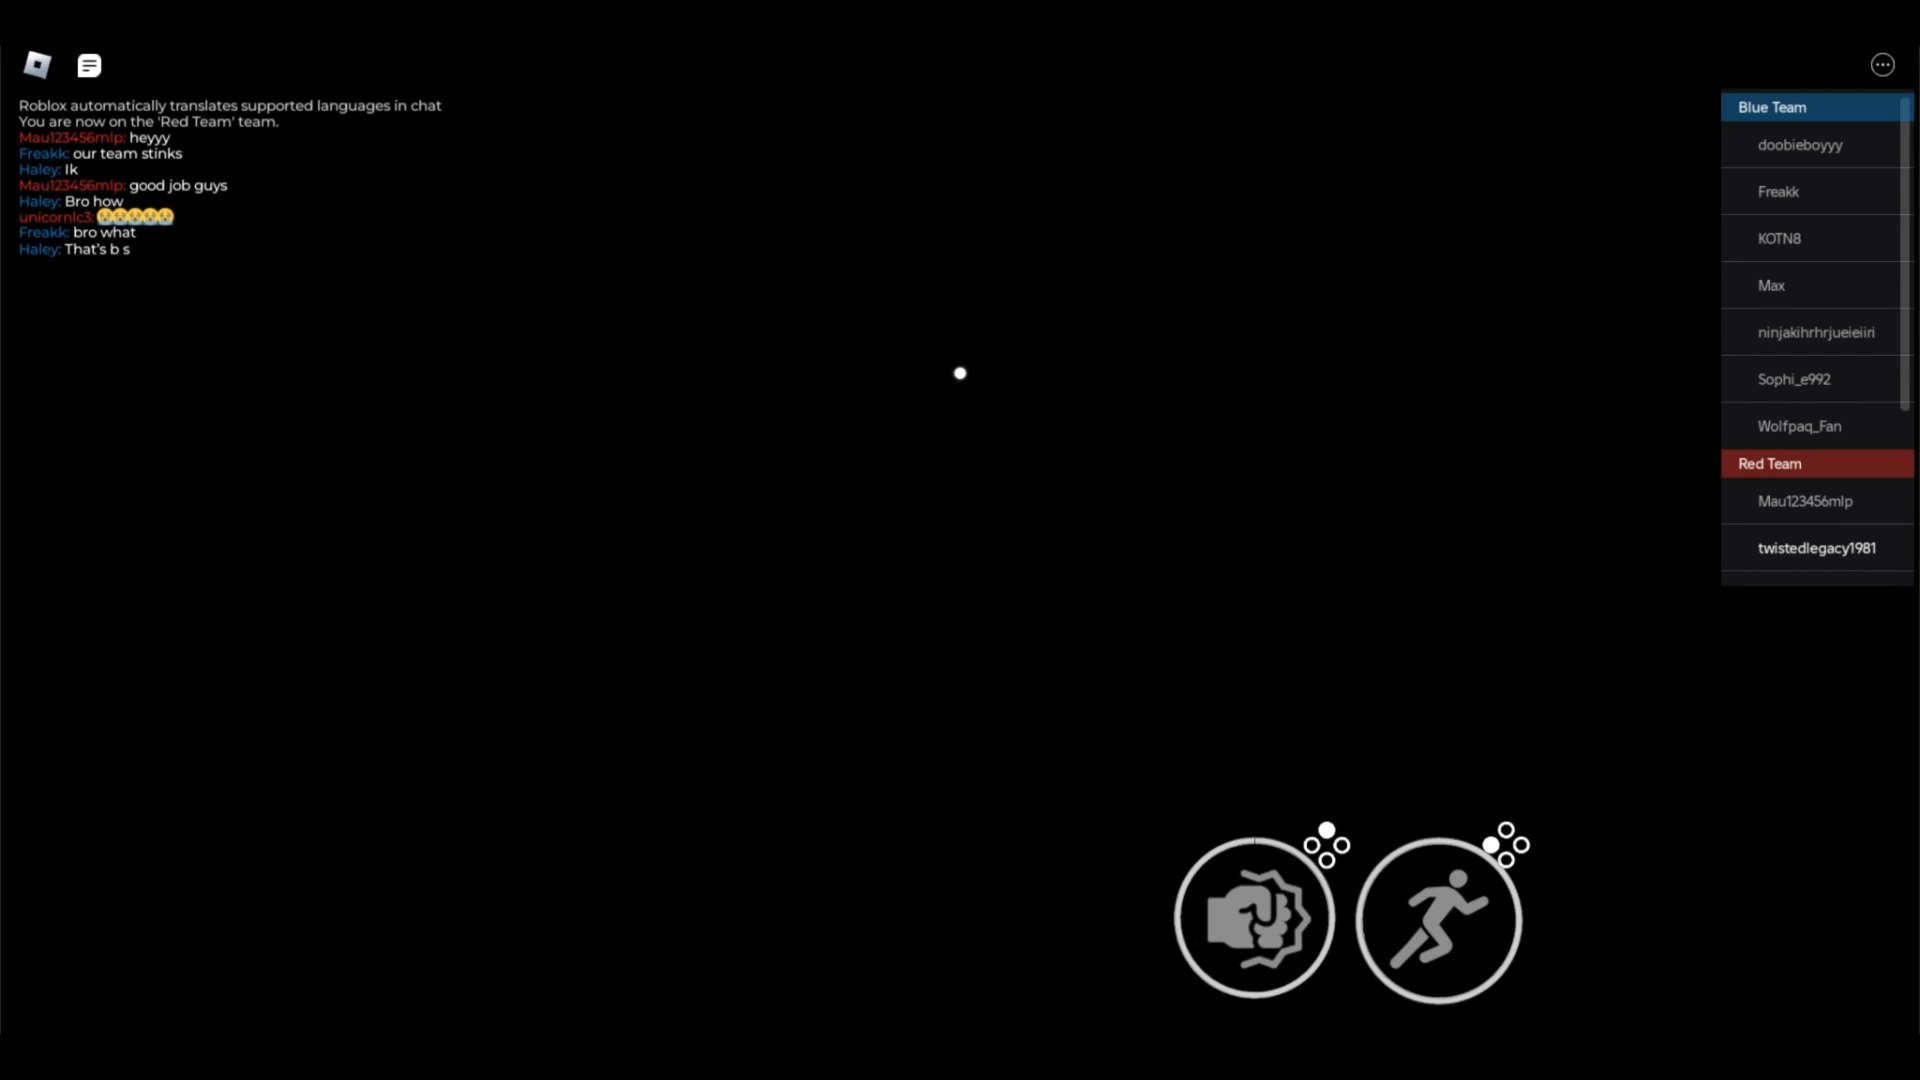 Roblox automatically translates supported languages in chat
You are now on the 'Red Team' team.
Mau123456mlp: heyyy
Freakk: our team stinks
Haley: Ik
Mau123456mlp: good job guys
Haley: Bro how
unicornlc3: 😭😭😭😭😭
Freakk: bro what
Haley: That's b s
Blue Team
doobieboyyy
Freakk
KOTN8
Max
ninjakihrhrjueieiiri
Sophi_e992
Wolfpaq_Fan
Red Team
Mau123456mlp
twistedlegacy1981